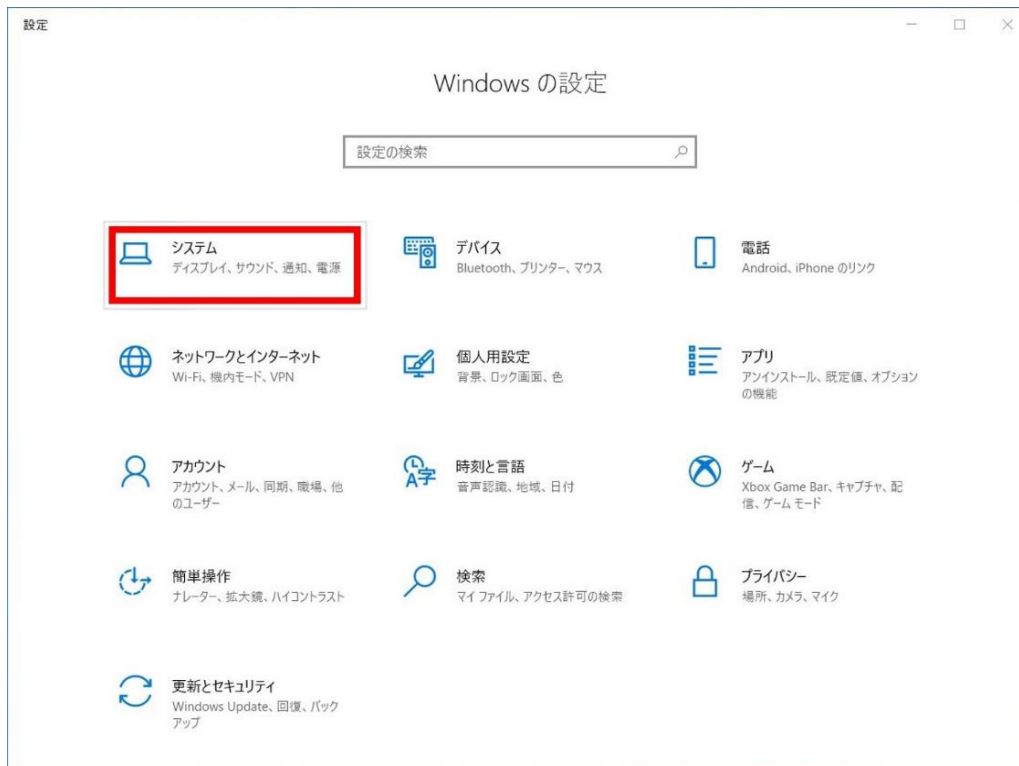 設定
Windows の設定
設定の検索
システム
ディスプレイ、サウンド、通知、電源
デバイス
Bluetooth、プリンター、マウス
電話
Android、iPhone のリンク
ネットワークとインターネット
Wi-Fi、機内モード、VPN
個人用設定
背景、ロック画面、色
アプリ
アンインストール、既定値、オプション
の機能
アカウント
アカウント、メール、同期、職場、他
のユーザー
時刻と言語
音声認識、地域、日付
ゲーム
Xbox Game Bar、キャプチャ、配
信、ゲーム モード
簡単操作
ナレーター、拡大鏡、ハイコントラスト
検索
マイ ファイル、アクセス許可の検索
プライバシー
場所、カメラ、マイク
更新とセキュリティ
Windows Update、回復、バック
アップ